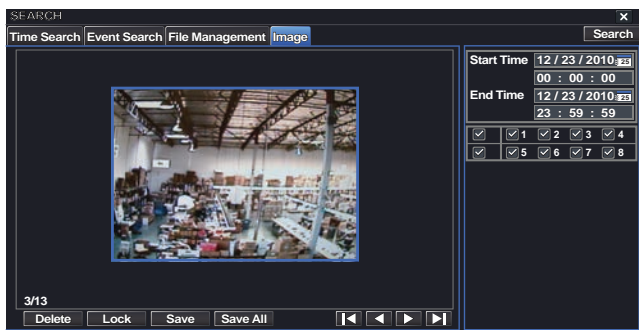 SEARCH X
Time Search Event Search File Management Image Search
Start Time 12 / 23 / 2010 25
00 : 00 : 00
End Time 12 / 23 / 2010 25
23 : 59 : 59
1 2 3 4
5 6 7 8
3/13
Delete Lock Save Save All